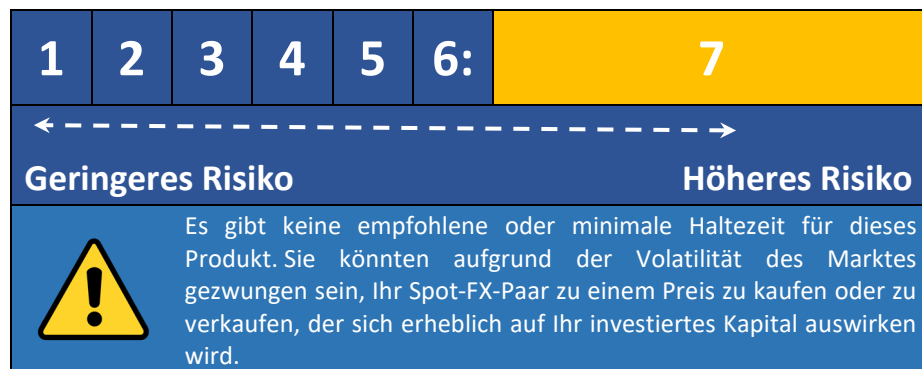 1 2 3 4 5 6: 7
Geringeres Risiko Höheres Risiko
Es gibt keine empfohlene oder minimale Haltezeit für dieses
Produkt. Sie könnten aufgrund der Volatilität des Marktes
gezwungen sein, Ihr Spot-FX-Paar zu einem Preis zu kaufen oder zu
verkaufen, der sich erheblich auf Ihr investiertes Kapital auswirken
wird.